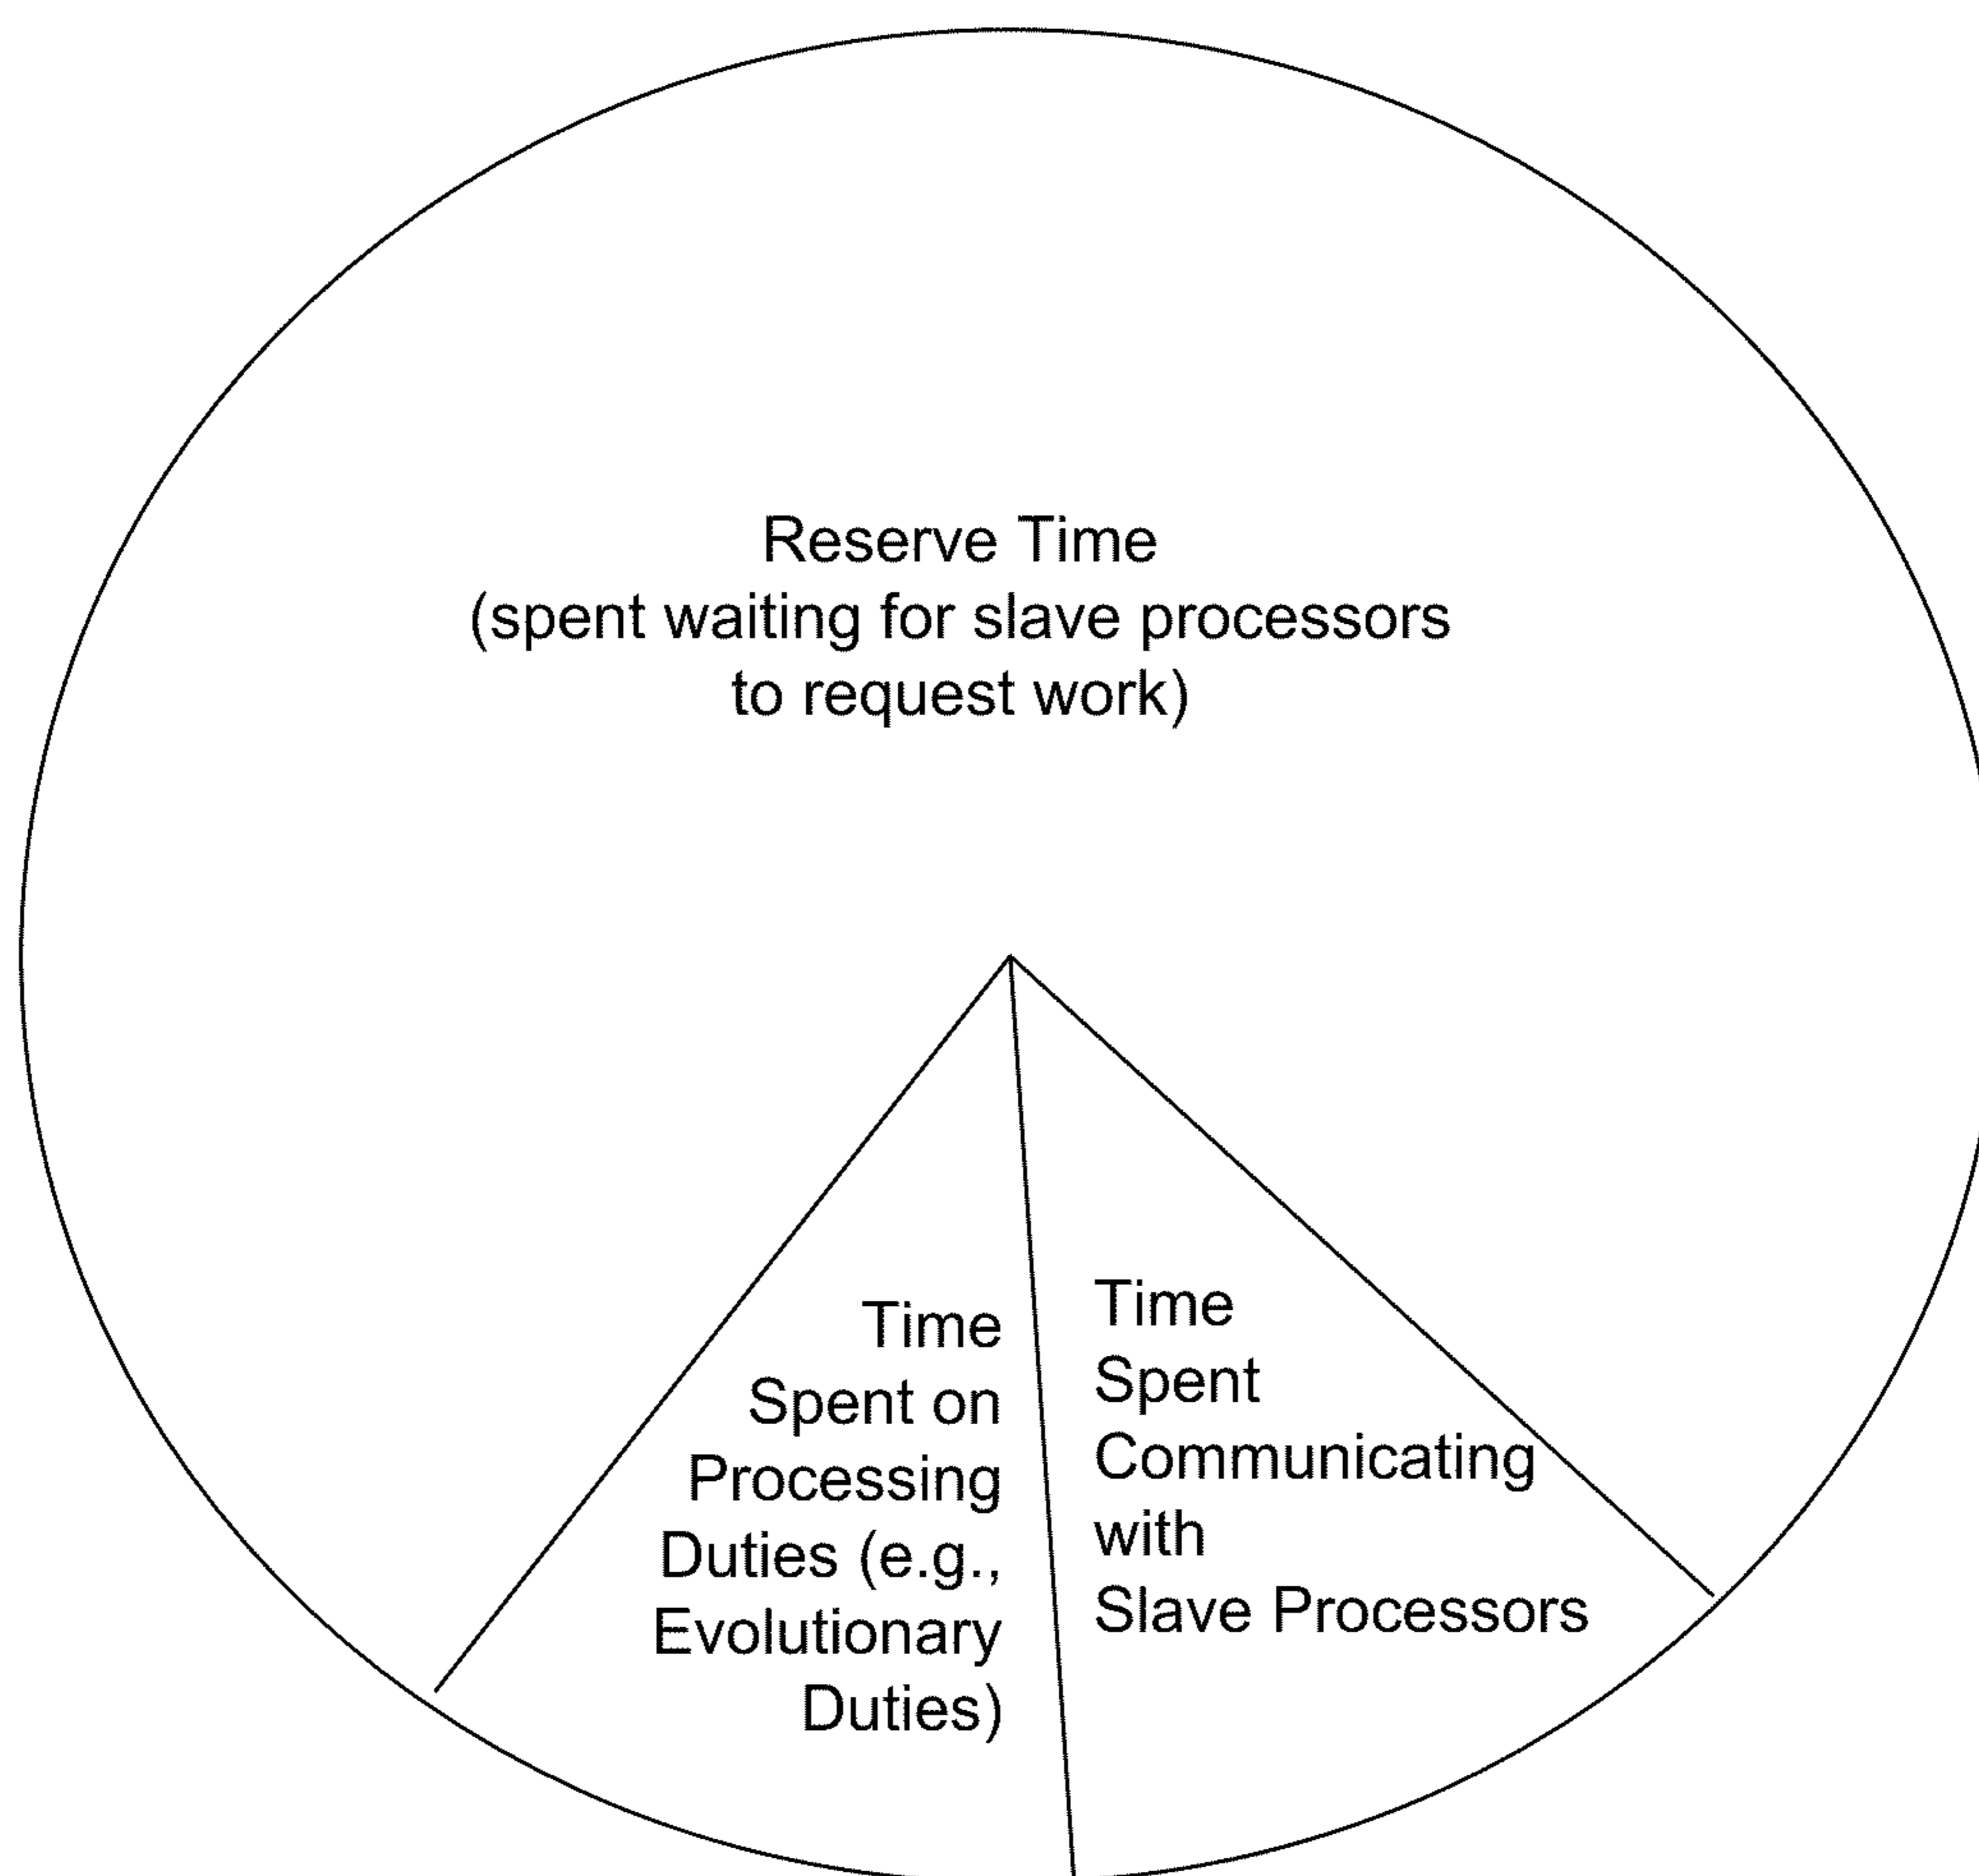 Reserve Time
(spent waiting for slave processors
to request work)
Time
Spent on
Processing
Duties (e.g.,
Evolutionary
Duties)
Time
Spent
Communicating
with
Slave Processors